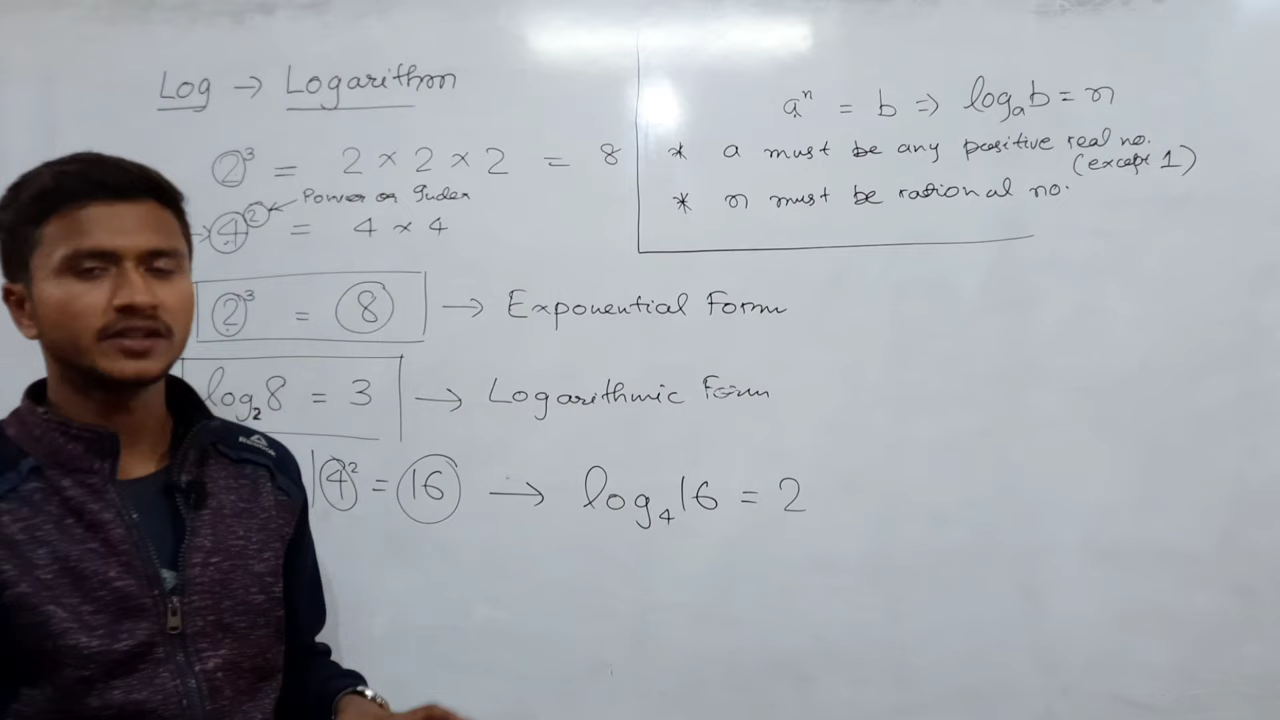 Log → Logarithm
2³ = 2 × 2 × 2 = 8
Power or Index
→ 4² = 4 × 4
2³ = 8 → Exponential Form
log₂8 = 3 → Logarithmic Form
4² = 16 → log₄16 = 2
aⁿ = b => logₐb = n
* a must be any positive real no.
(except 1)
* n must be rational no.
Reebok